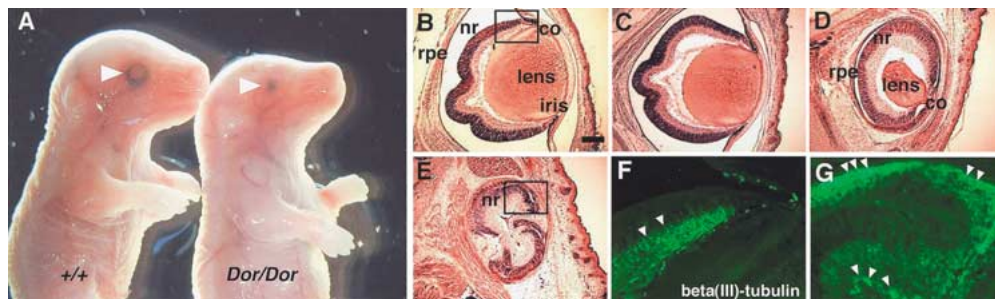 A
+/+
Dor/Dor
B
nr
co
rpe
lens
iris
C
D
nr
rpe
lens
co
E
nr
F
beta(III)-tubulin
G